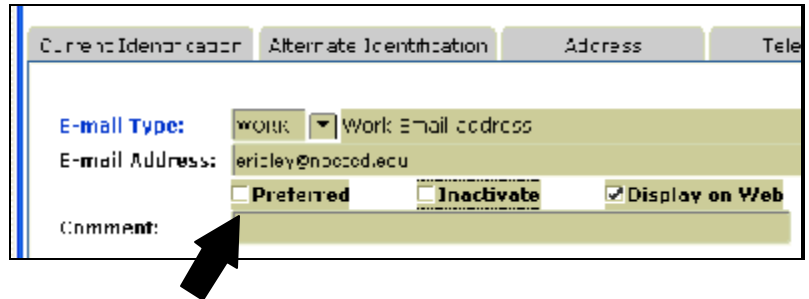 Current Identification Alternate Identification Address Tele
E-mail Type: WORK Work Email address
E-mail Address:
Preferred Inactivate Display on Web
Comment: